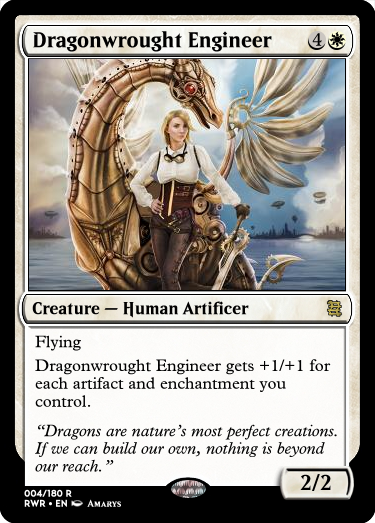 Dragonwrought Engineer 4
Creature — Human Artificer
Flying
Dragonwrought Engineer gets +1/+1 for
each artifact and enchantment you
control.
“Dragons are nature’s most perfect creations.
If we can build our own, nothing is beyond
our reach.”
2/2
004/180 R
RWR • EN Amarys